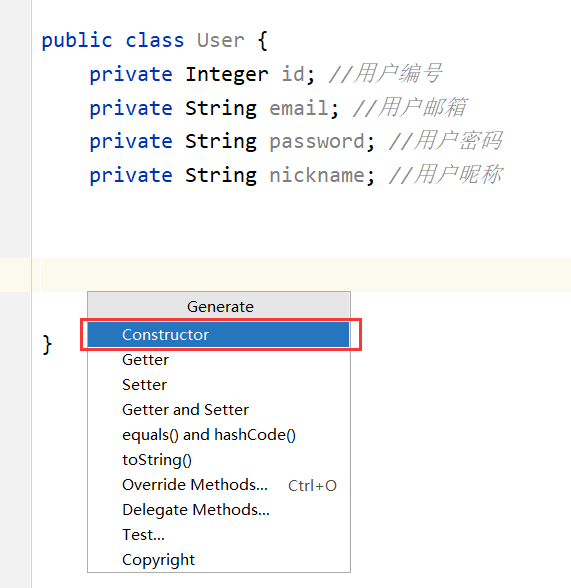 public class User {
private Integer id; //用户编号
private String email; //用户邮箱
private String password; //用户密码
private String nickname; //用户昵称
Generate
Constructor
}
Getter
Setter
Getter and Setter
equals() and hashCode()
toString()
Override Methods... Ctrl+O
Delegate Methods...
Test...
Copyright